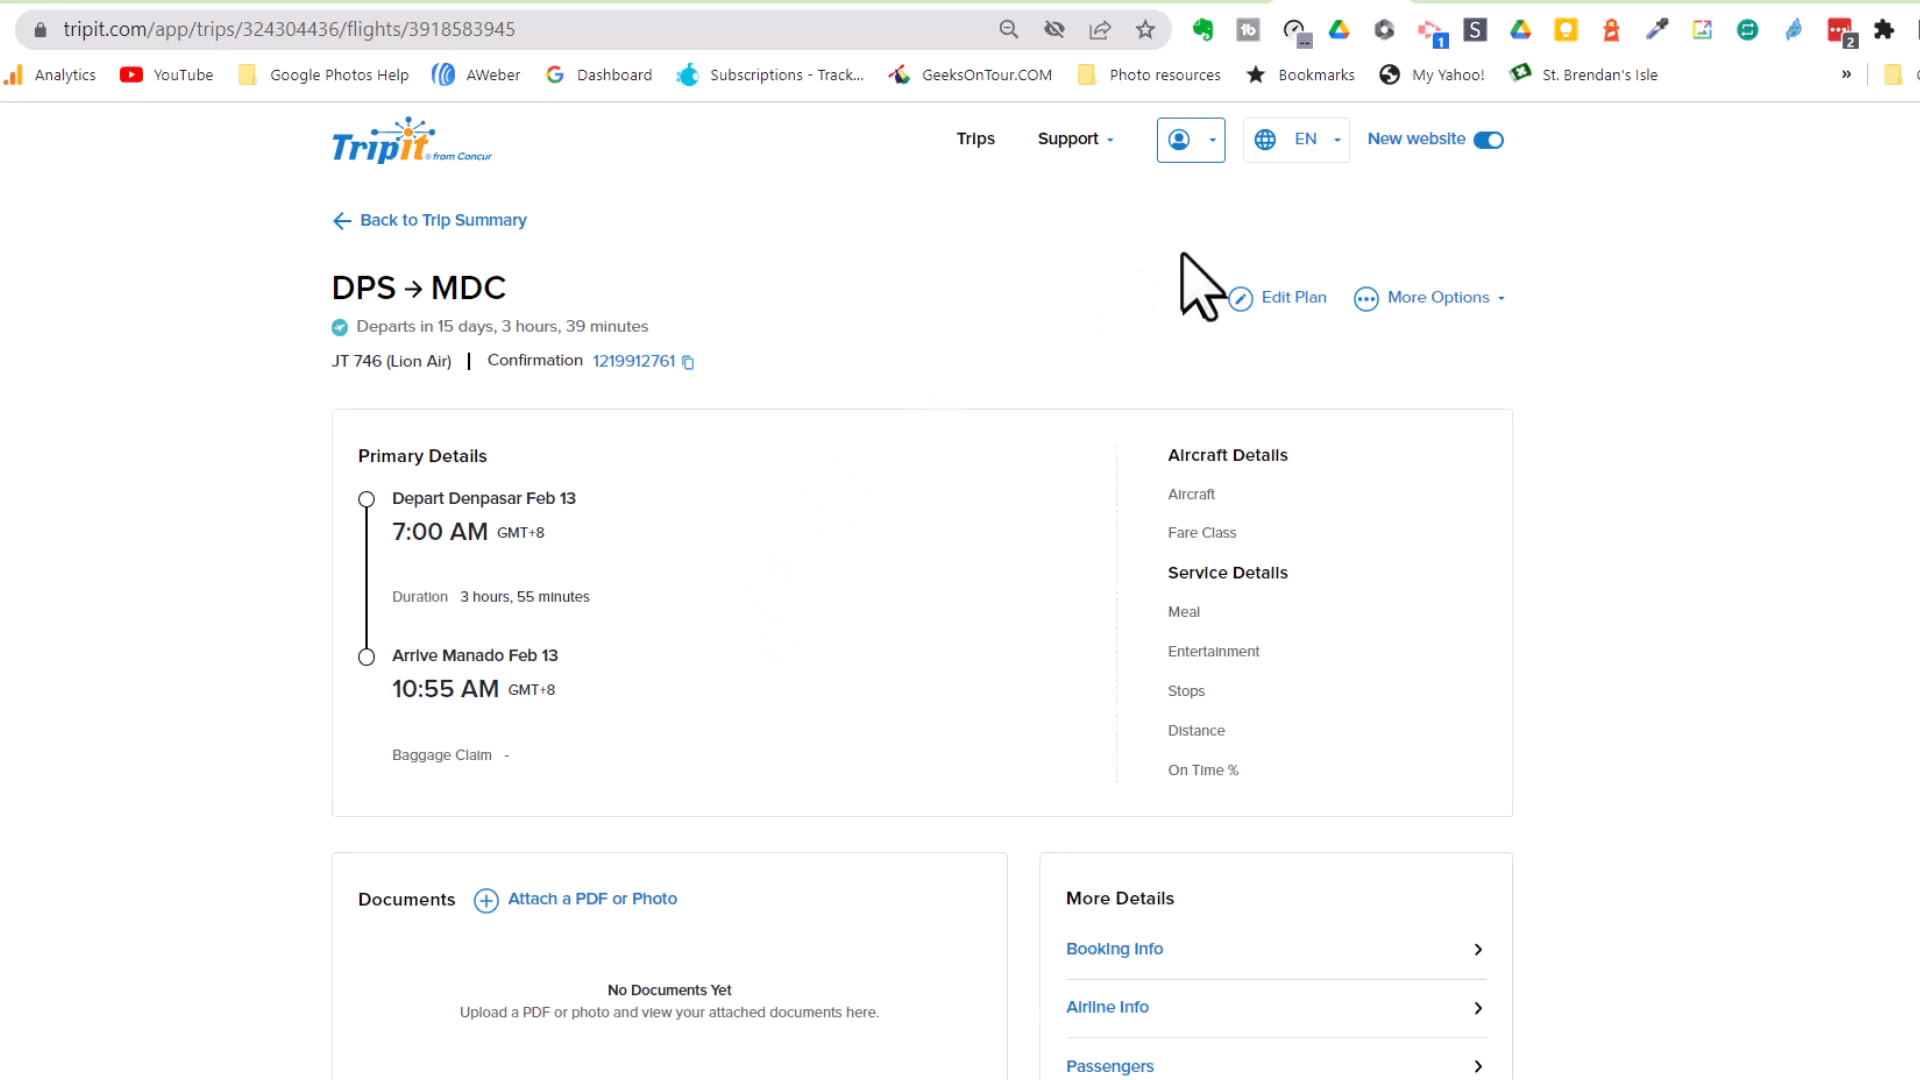 tripit.com/app/trips/324304436/flights/3918583945
tb
S
1
2
Analytics
YouTube
Google Photos Help
AWeber
Dashboard
Subscriptions - Track...
GeeksOnTour.COM
Photo resources
Bookmarks
My Yahoo!
St. Brendan's Isle
»
TripIt® from Concur
Trips
Support
EN
New website
Back to Trip Summary
DPS → MDC
Edit Plan
More Options
Departs in 15 days, 3 hours, 39 minutes
JT 746 (Lion Air) | Confirmation 1219912761
Primary Details
Depart Denpasar Feb 13
7:00 AM GMT+8
Duration 3 hours, 55 minutes
Arrive Manado Feb 13
10:55 AM GMT+8
Baggage Claim -
Aircraft Details
Aircraft
Fare Class
Service Details
Meal
Entertainment
Stops
Distance
On Time %
Documents
Attach a PDF or Photo
No Documents Yet
Upload a PDF or photo and view your attached documents here.
More Details
Booking Info
Airline Info
Passengers